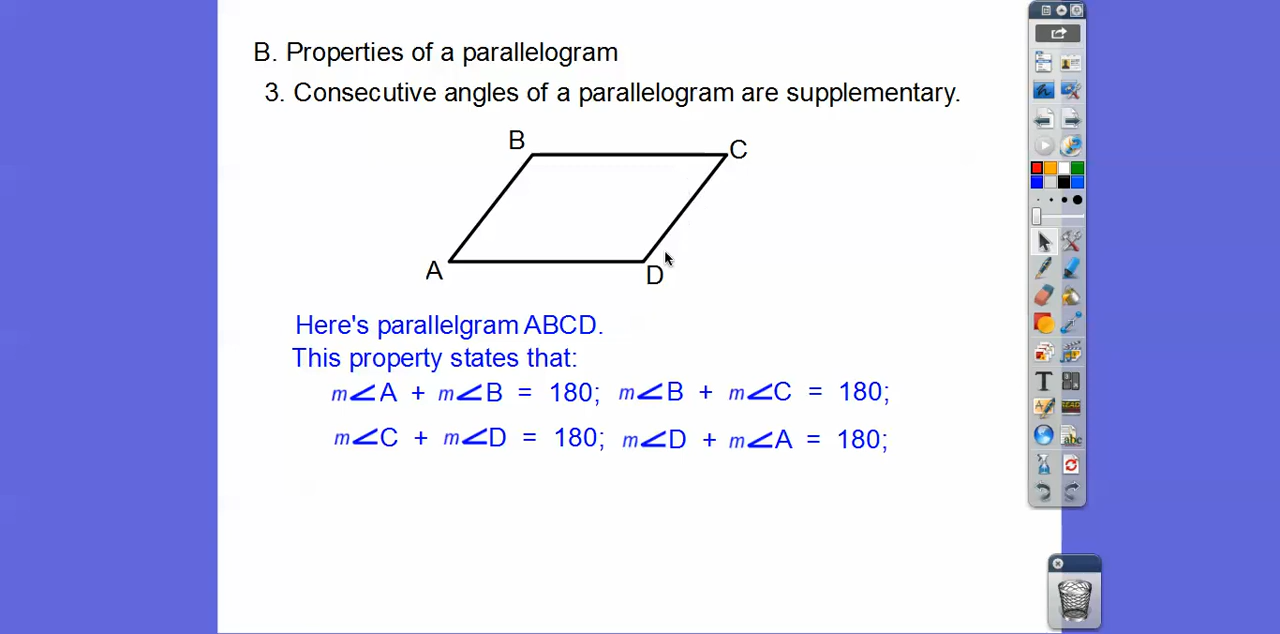 B. Properties of a parallelogram
3. Consecutive angles of a parallelogram are supplementary.
B
C
A
D
Here's parallelgram ABCD.
This property states that:
m∠A + m∠B = 180; m∠B + m∠C = 180;
m∠C + m∠D = 180; m∠D + m∠A = 180;